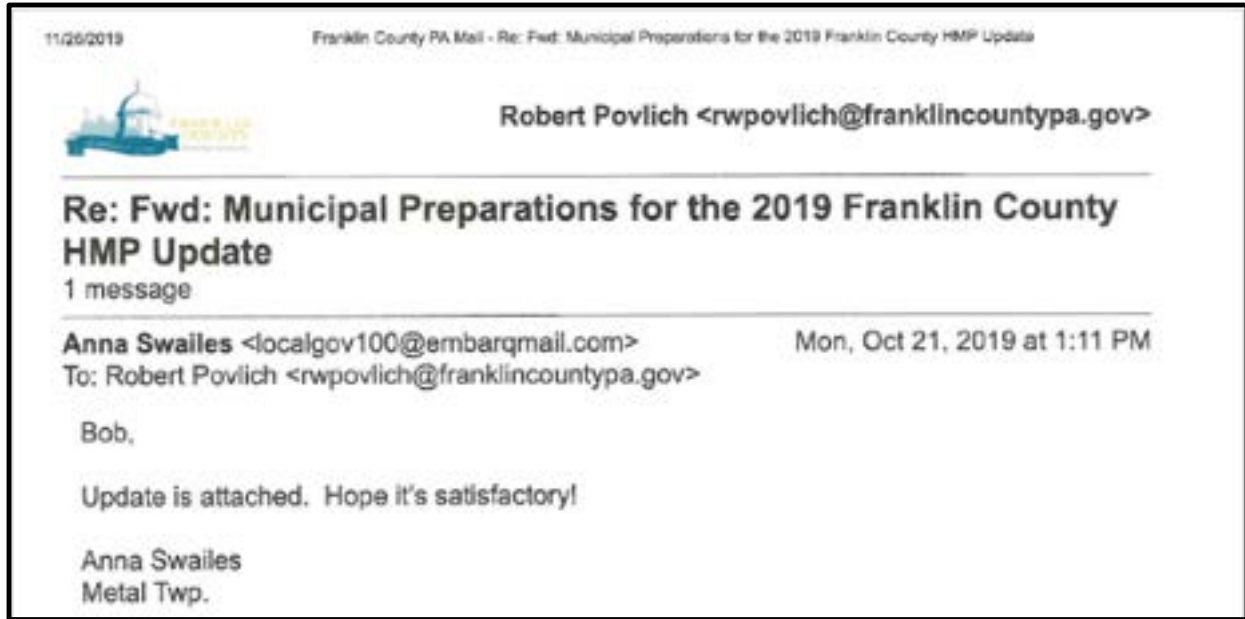 11/26/2019 Franklin County PA Mail - Re: Fwd: Municipal Preparations for the 2019 Franklin County HMP Update
FRANKLIN
COUNTY
Robert Povlich <rwpovlich@franklincountypa.gov>
Re: Fwd: Municipal Preparations for the 2019 Franklin County
HMP Update
1 message
Anna Swailes <localgov100@embarqmail.com> Mon, Oct 21, 2019 at 1:11 PM
To: Robert Povlich <rwpovlich@franklincountypa.gov>
Bob,
Update is attached. Hope it's satisfactory!
Anna Swailes
Metal Twp.